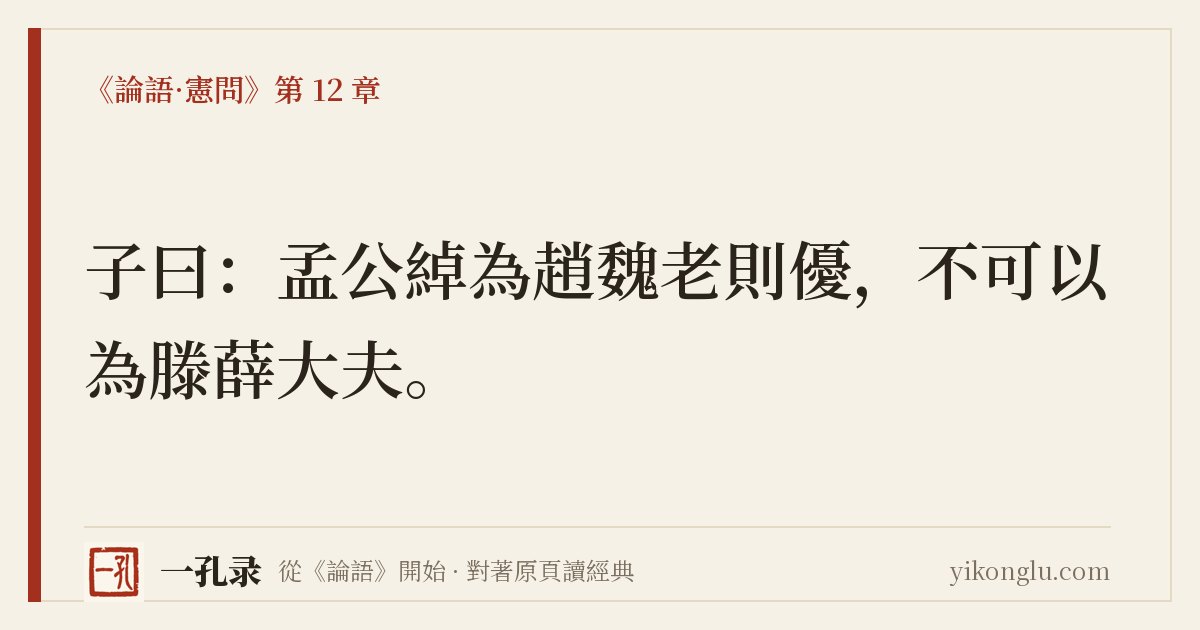 《論語·憲問》第 12 章
子曰：孟公綽為趙魏老則優，不可以
為滕薛大夫。
一孔
一孔录 從《論語》開始 · 對著原頁讀經典
yikonglu.com